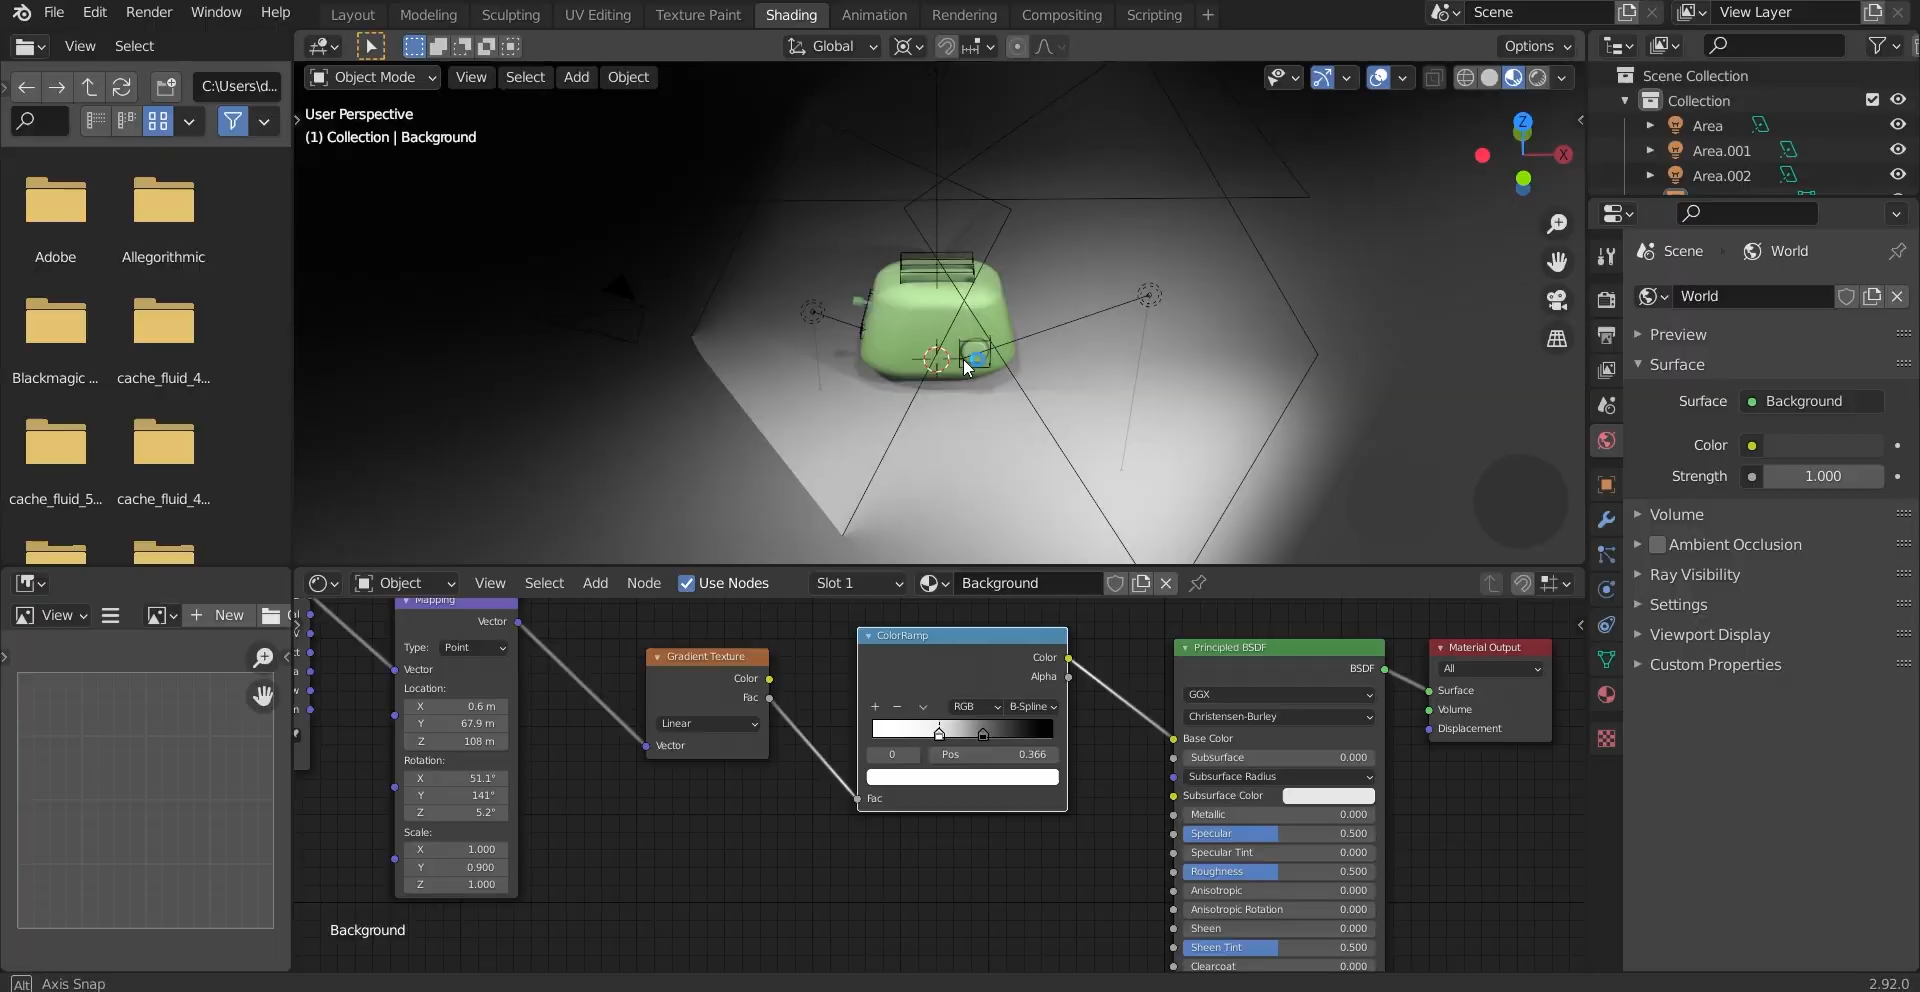 File Edit Render Window Help
Layout Modeling Sculpting UV Editing Texture Paint Shading Animation Rendering Compositing Scripting +
Scene
View Layer
View Select
Global
Options
C:\Users\d...
Object Mode View Select Add Object
User Perspective
(1) Collection | Background
Z
X
Scene Collection
Collection
Area
Area.001
Area.002
Adobe
Allegorithmic
Blackmagic ...
cache_fluid_4...
cache_fluid_5...
cache_fluid_4...
Scene World
World
Preview
Surface
Surface Background
Color
Strength 1.000
Volume
Ambient Occlusion
Ray Visibility
Settings
Viewport Display
Custom Properties
Object View Select Add Node Use Nodes Slot 1 Background
View + New
Mapping
Vector
Type: Point
Vector
Location:
X 0.6 m
Y 67.9 m
Z 108 m
Rotation:
X 51.1°
Y 141°
Z 5.2°
Scale:
X 1.000
Y 0.900
Z 1.000
Gradient Texture
Color
Fac
Linear
Vector
ColorRamp
Color
Alpha
+ − RGB B-Spline
0 Pos 0.366
Fac
Principled BSDF
BSDF
GGX
Christensen-Burley
Base Color
Subsurface 0.000
Subsurface Radius
Subsurface Color
Metallic 0.000
Specular 0.500
Specular Tint 0.000
Roughness 0.500
Anisotropic 0.000
Anisotropic Rotation 0.000
Sheen 0.000
Sheen Tint 0.500
Clearcoat 0.000
Material Output
All
Surface
Volume
Displacement
Background
Alt Axis Snap
2.92.0